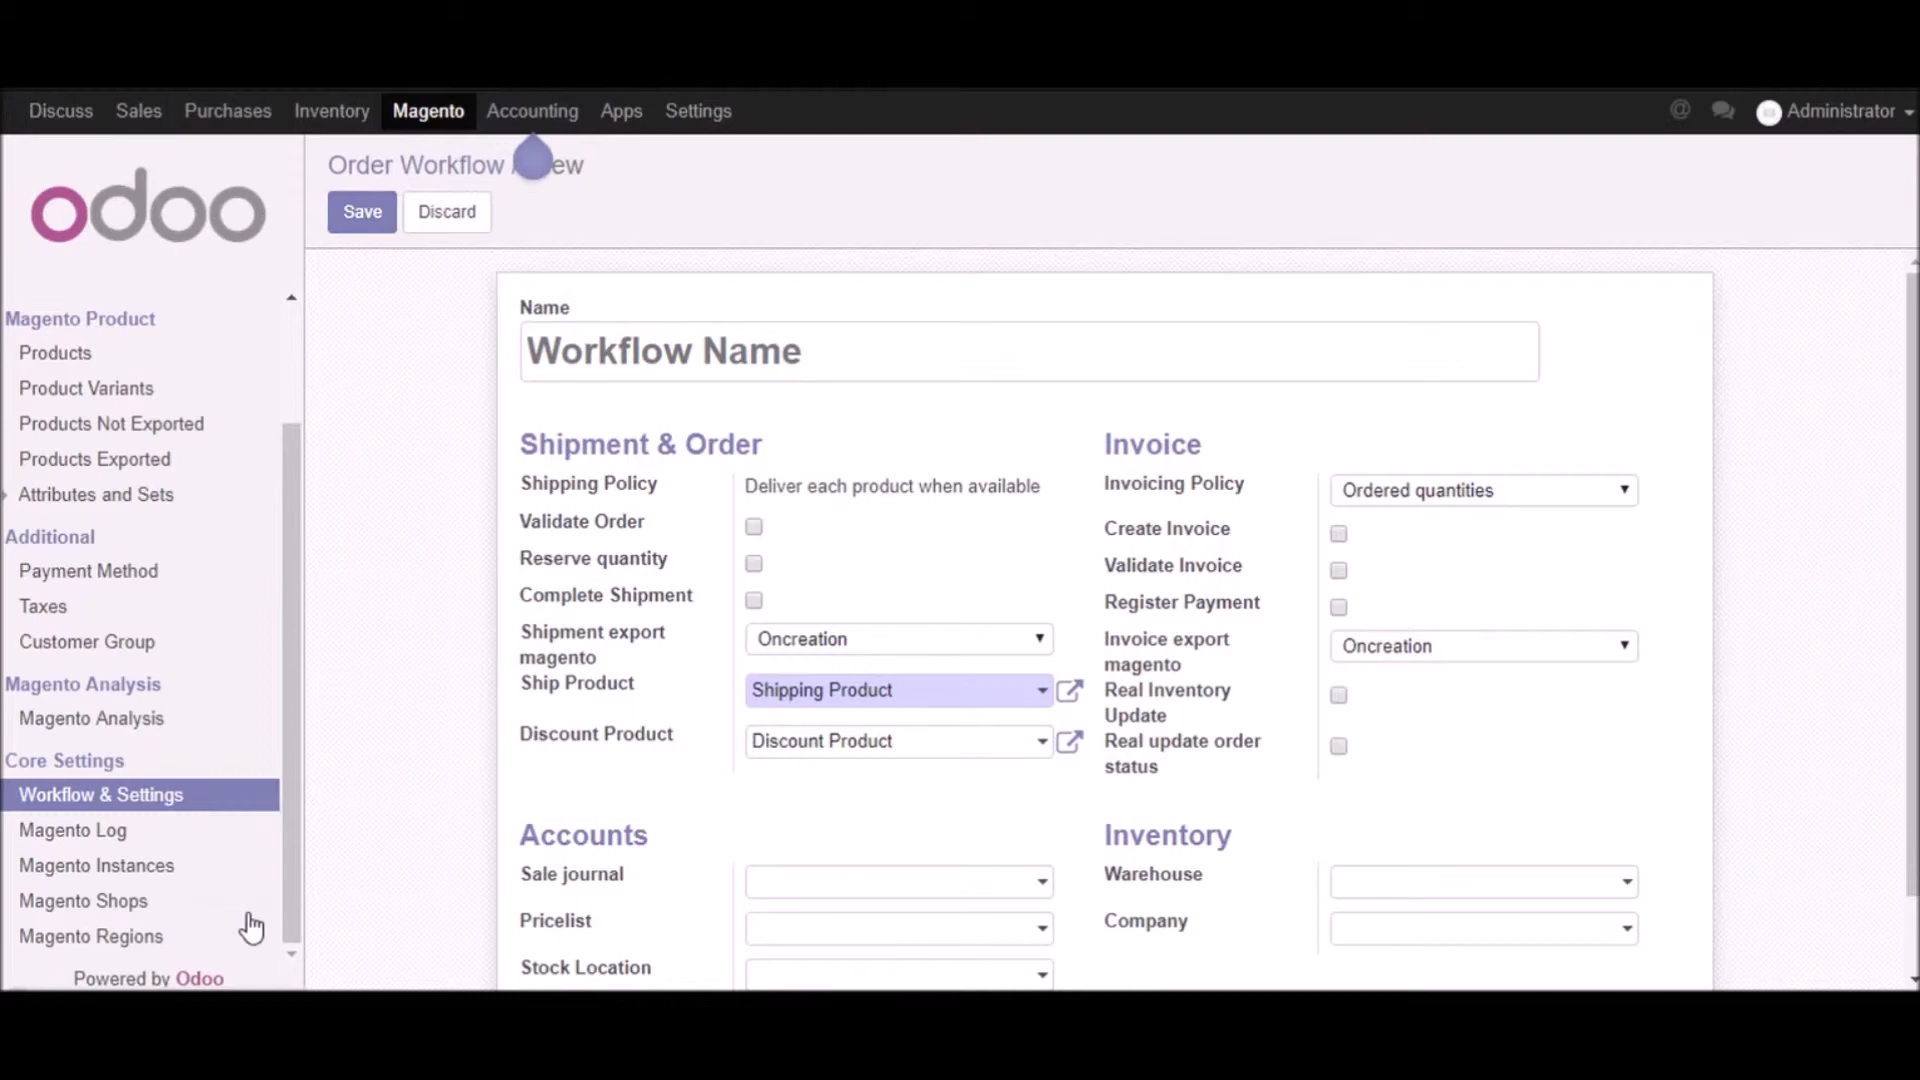 Discuss Sales Purchases Inventory Magento Accounting Apps Settings @ Administrator
odoo
Magento Product
Products
Product Variants
Products Not Exported
Products Exported
Attributes and Sets
Additional
Payment Method
Taxes
Customer Group
Magento Analysis
Magento Analysis
Core Settings
Workflow & Settings
Magento Log
Magento Instances
Magento Shops
Magento Regions
Powered by Odoo
Order Workflow
Save Discard
Name
Workflow Name
Shipment & Order
Shipping Policy Deliver each product when available
Validate Order
Reserve quantity
Complete Shipment
Shipment export
magento
Oncreation
Ship Product Shipping Product
Discount Product Discount Product
Invoice
Invoicing Policy Ordered quantities
Create Invoice
Validate Invoice
Register Payment
Invoice export
magento
Oncreation
Real Inventory
Update
Real update order
status
Accounts
Sale journal
Pricelist
Stock Location
Inventory
Warehouse
Company